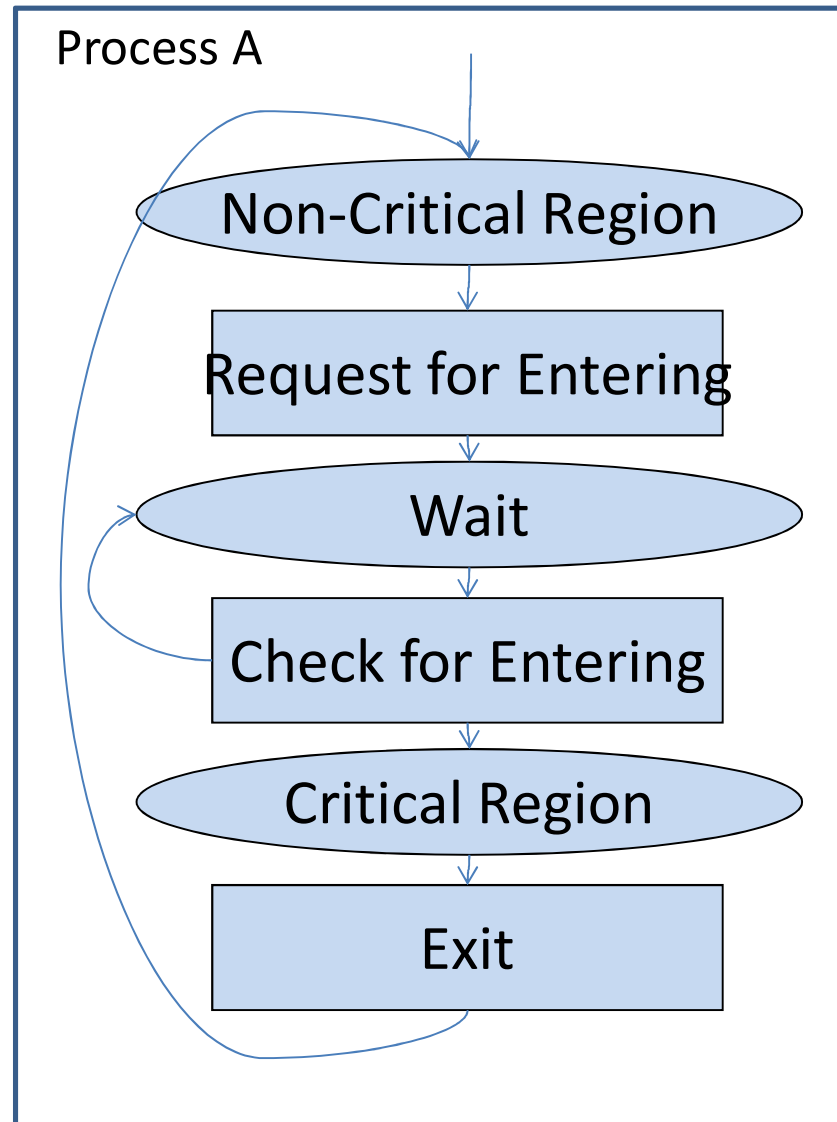 Process A
Non-Critical Region
Request for Entering
Wait
Check for Entering
Critical Region
Exit